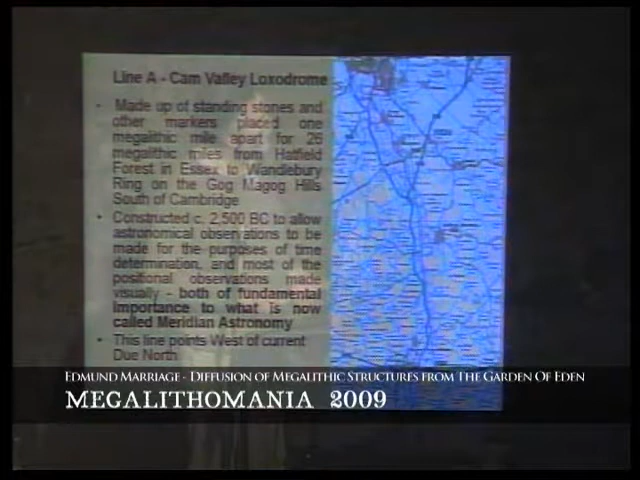 Line A - Cam Valley Loxodrome
• Made up of standing stones and
other markers placed one
megalithic mile apart for 26
megalithic miles from Hatfield
Forest in Essex to Wandlebury
Ring on the Gog Magog Hills
South of Cambridge
• Constructed c. 2,500 BC to allow
astronomical observations to be
made for the purposes of time
determination, and most of the
positional observations made
visually - both of fundamental
importance to what is now
called Meridian Astronomy
• This line points West of current
Due North
Edmund Marriage - Diffusion of Megalithic Structures from The Garden Of Eden
MEGALITHOMANIA 2009